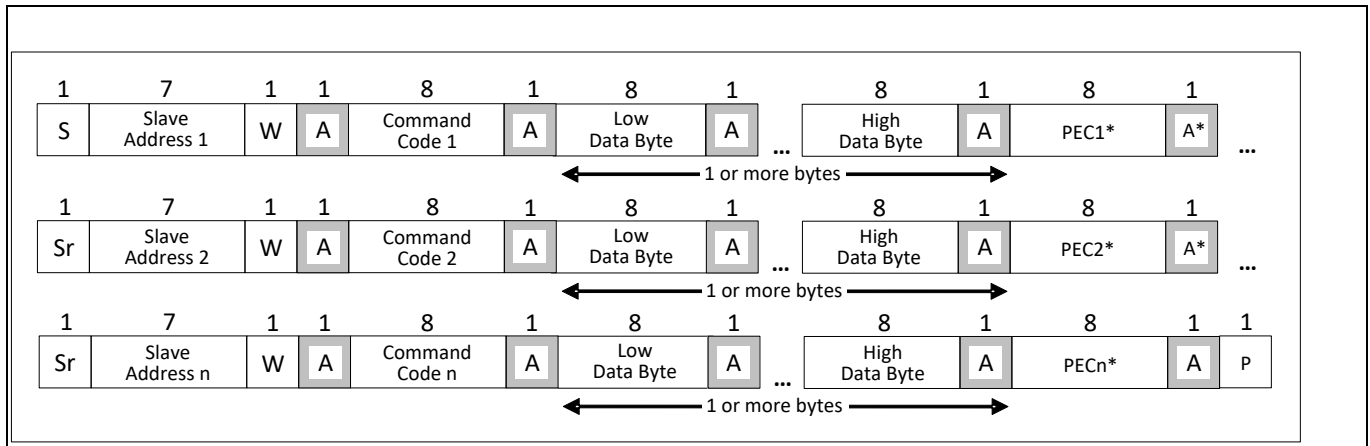 1 7 1 1 8 1 8 1 8 1 8 1
S Slave Address 1 W A Command Code 1 A Low Data Byte A ... High Data Byte A PEC1* A* ...
1 or more bytes
1 7 1 1 8 1 8 1 8 1 8 1
Sr Slave Address 2 W A Command Code 2 A Low Data Byte A ... High Data Byte A PEC2* A* ...
1 or more bytes
1 7 1 1 8 1 8 1 8 1 8 1 1
Sr Slave Address n W A Command Code n A Low Data Byte A ... High Data Byte A PECn* A P
1 or more bytes